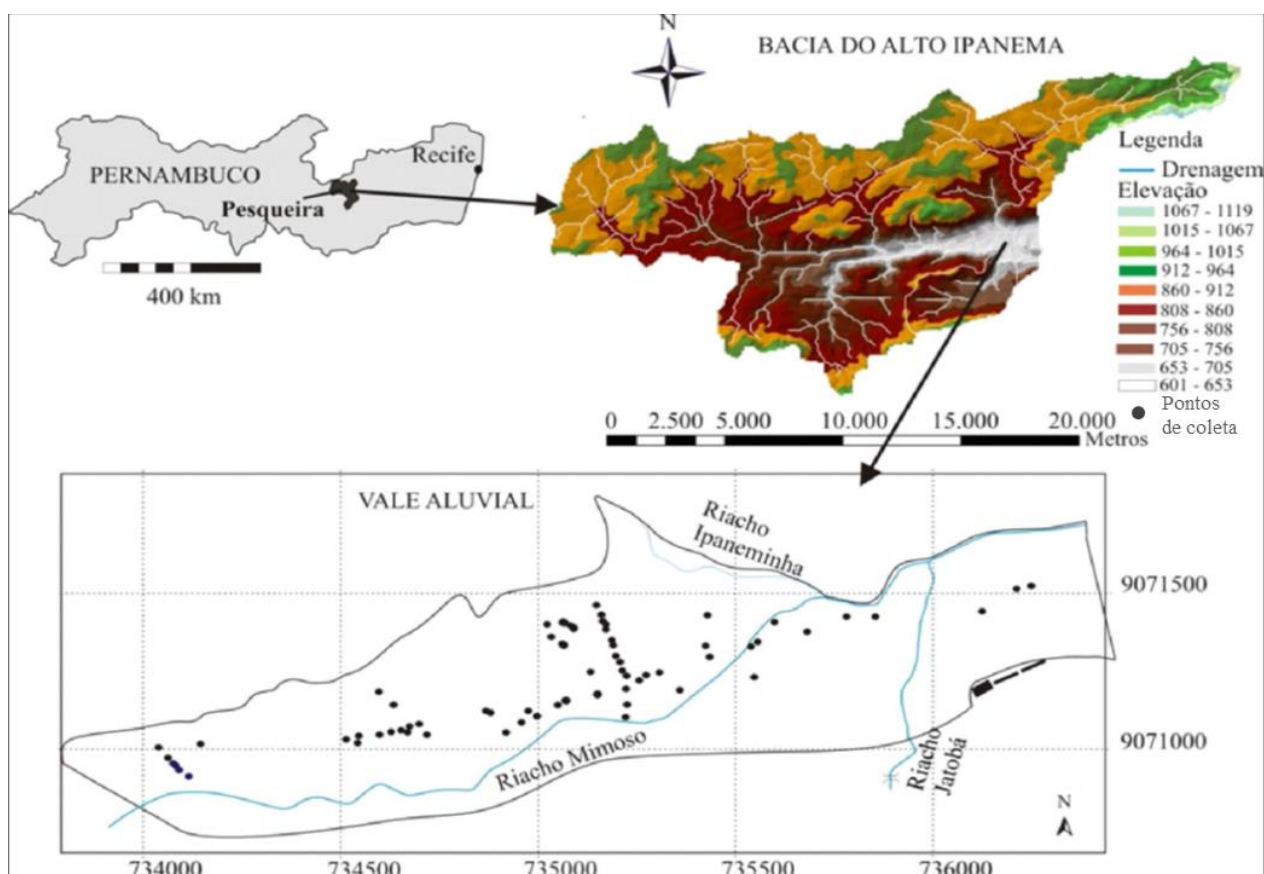 N
BACIA DO ALTO IPANEMA
PERNAMBUCO
Recife
Pesqueira
400 km
Legenda
Drenagem
Elevação
1067 - 1119
1015 - 1067
964 - 1015
912 - 964
860 - 912
808 - 860
756 - 808
705 - 756
653 - 705
601 - 653
Pontos
de coleta
0 2.500 5.000 10.000 15.000 20.000
Metros
VALE ALUVIAL
Riacho
Ipaneminha
9071500
Riacho Mimoso
9071000
Riacho
Jatobá
N
734000 734500 735000 735500 736000